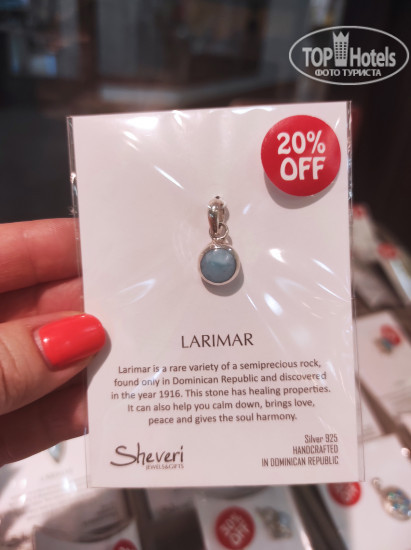 TOP Hotels
ФОТО ТУРИСТА
20%
OFF
LARIMAR
Larimar is a rare variety of a semiprecious rock,
found only in Dominican Republic and discovered
in the year 1916. This stone has healing properties.
It can also help you calm down, brings love,
peace and gives the soul harmony.
Sheveri
JEWELS&GIFTS
Silver 925
HANDCRAFTED
IN DOMINICAN REPUBLIC
20%
OFF